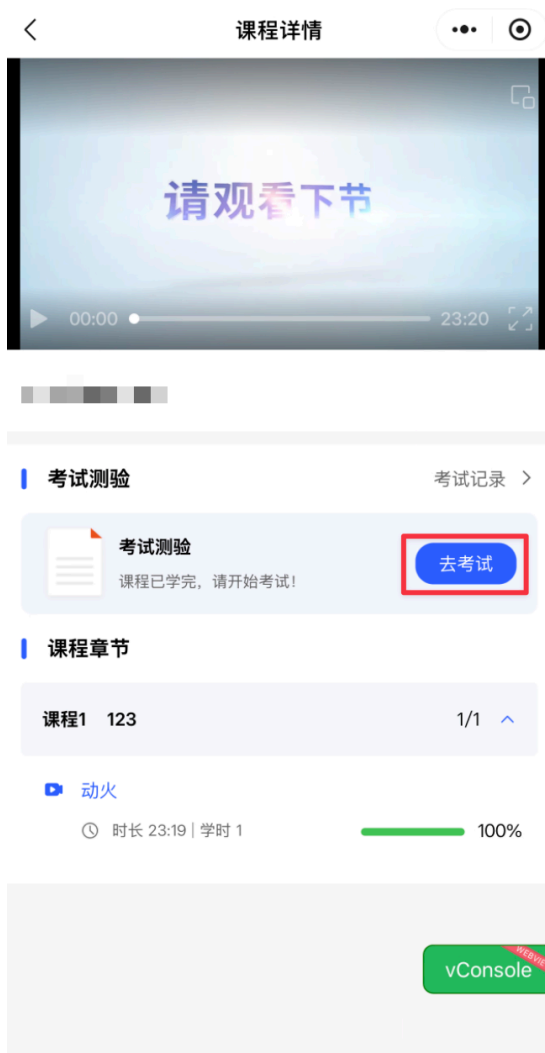 课程详情
请观看下节
00:00 23:20
考试测验 考试记录
考试测验
课程已学完，请开始考试！
去考试
课程章节
课程1 123 1/1
动火
时长 23:19 | 学时 1 100%
vConsole